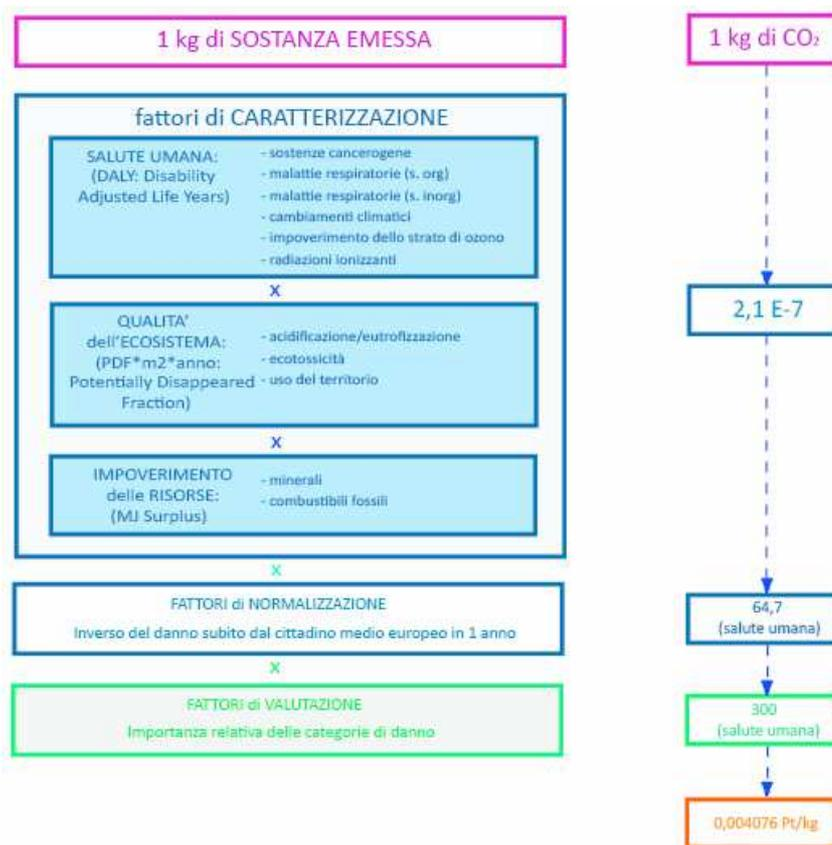 1 kg di SOSTANZA EMESSA
fattori di CARATTERIZZAZIONE
SALUTE UMANA:
(DALY: Disability
Adjusted Life Years)
- sostenze cancerogene
- malattie respiratorie (s. org)
- malattie respiratorie (s. inorg)
- cambiamenti climatici
- impoverimento dello strato di ozono
- radiazioni ionizzanti
x
QUALITA'
dell'ECOSISTEMA:
(PDF*m2*anno:
Potentially Disappeared
Fraction)
- acidificazione/eutrofizzazione
- ecotossicità
- uso del territorio
x
IMPOVERIMENTO
delle RISORSE:
(MJ Surplus)
- minerali
- combustibili fossili
x
FATTORI di NORMALIZZAZIONE
Inverso del danno subito dal cittadino medio europeo in 1 anno
x
FATTORI di VALUTAZIONE
Importanza relativa delle categorie di danno
1 kg di CO₂
2,1 E-7
64,7
(salute umana)
300
(salute umana)
0,004076 Pt/kg